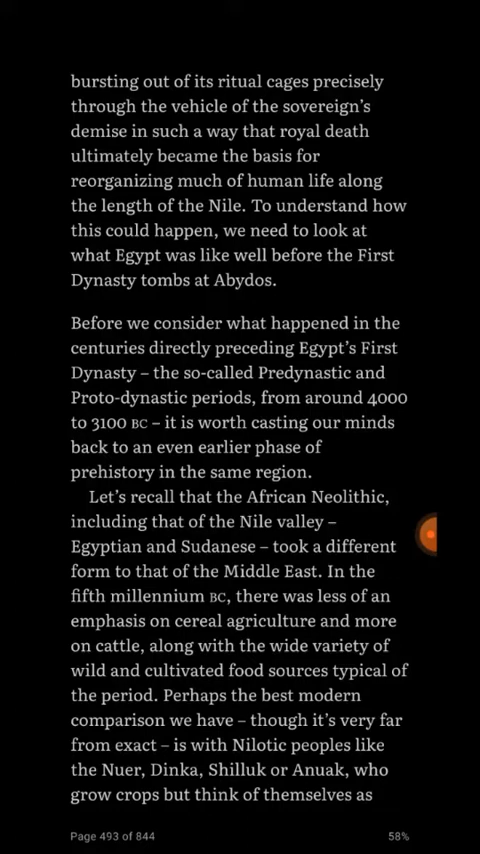 bursting out of its ritual cages precisely
through the vehicle of the sovereign's
demise in such a way that royal death
ultimately became the basis for
reorganizing much of human life along
the length of the Nile. To understand how
this could happen, we need to look at
what Egypt was like well before the First
Dynasty tombs at Abydos.
Before we consider what happened in the
centuries directly preceding Egypt's First
Dynasty – the so-called Predynastic and
Proto-dynastic periods, from around 4000
to 3100 BC – it is worth casting our minds
back to an even earlier phase of
prehistory in the same region.
Let's recall that the African Neolithic,
including that of the Nile valley –
Egyptian and Sudanese – took a different
form to that of the Middle East. In the
fifth millennium BC, there was less of an
emphasis on cereal agriculture and more
on cattle, along with the wide variety of
wild and cultivated food sources typical of
the period. Perhaps the best modern
comparison we have – though it's very far
from exact – is with Nilotic peoples like
the Nuer, Dinka, Shilluk or Anuak, who
grow crops but think of themselves as
Page 493 of 844 58%